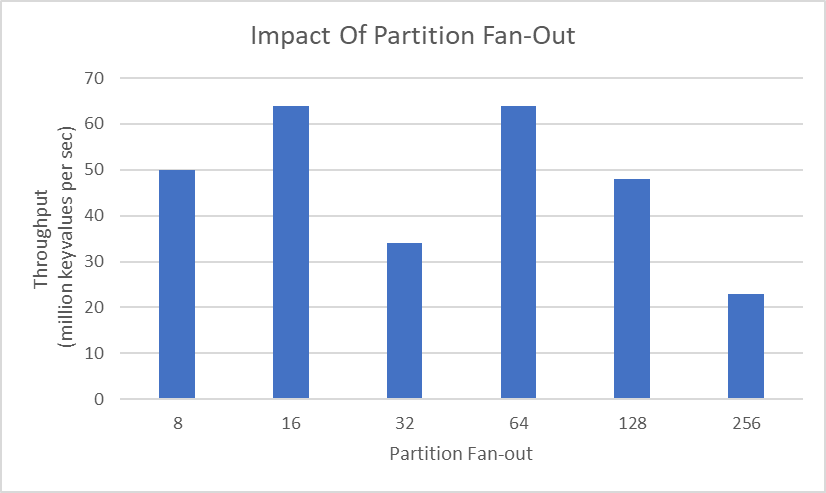 Impact Of Partition Fan-Out
Throughput
(million keyvalues per sec)
70
60
50
40
30
20
10
0
8 16 32 64 128 256
Partition Fan-out